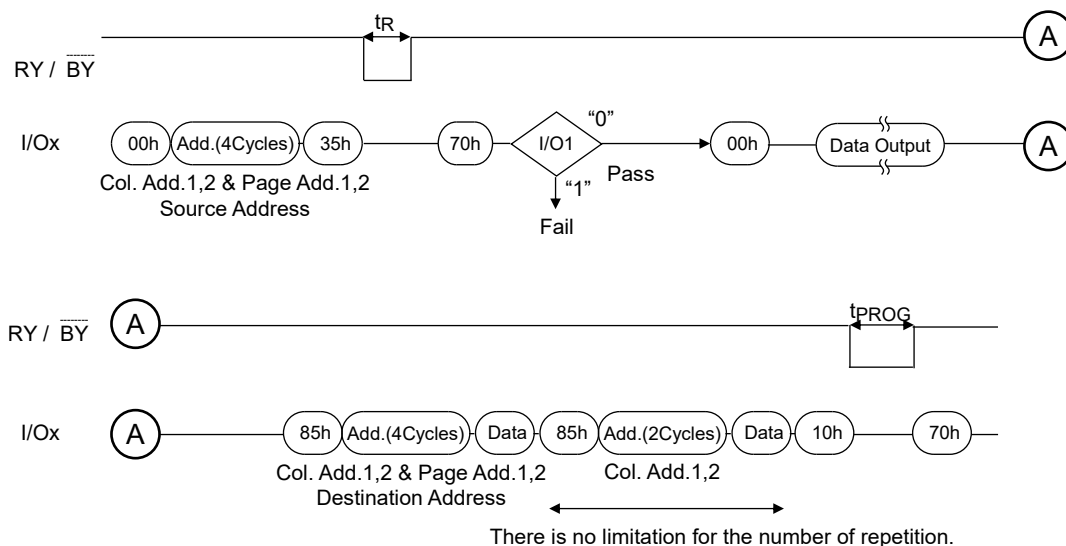 tR
A
RY / BY
I/Ox
00h
Add.(4Cycles)
35h
70h
I/O1
"0"
Pass
"1"
Fail
00h
Data Output
A
Col. Add.1,2 & Page Add.1,2
Source Address
A
RY / BY
tPROG
I/Ox
A
85h
Add.(4Cycles)
Data
85h
Add.(2Cycles)
Data
10h
70h
Col. Add.1,2 & Page Add.1,2
Destination Address
Col. Add.1,2
There is no limitation for the number of repetition.